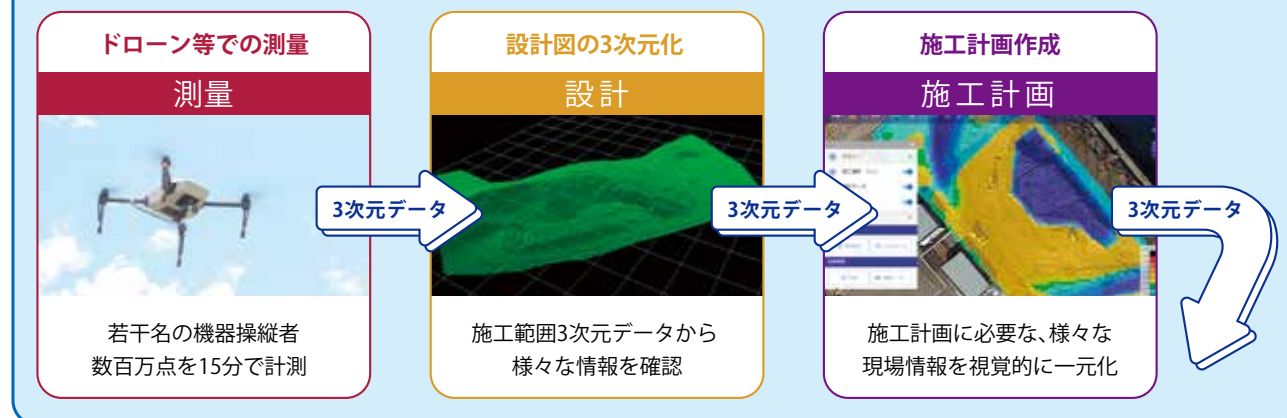 ドローン等での測量
測量
若干名の機器操縦者
数百万点を15分で計測
3次元データ
設計図の3次元化
設計
施工範囲3次元データから
様々な情報を確認
3次元データ
施工計画作成
施工計画
施工計画に必要な、様々な
現場情報を視覚的に一元化
3次元データ